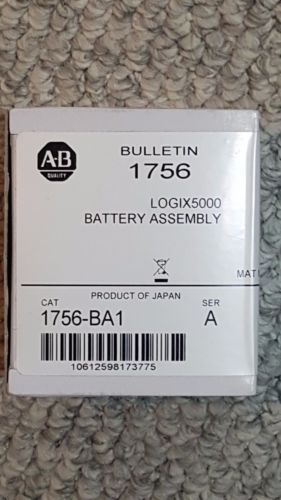 A-B
QUALITY
BULLETIN
1756
LOGIX5000
BATTERY ASSEMBLY
MAT
PRODUCT OF JAPAN
CAT SER
1756-BA1 A
10612598173775